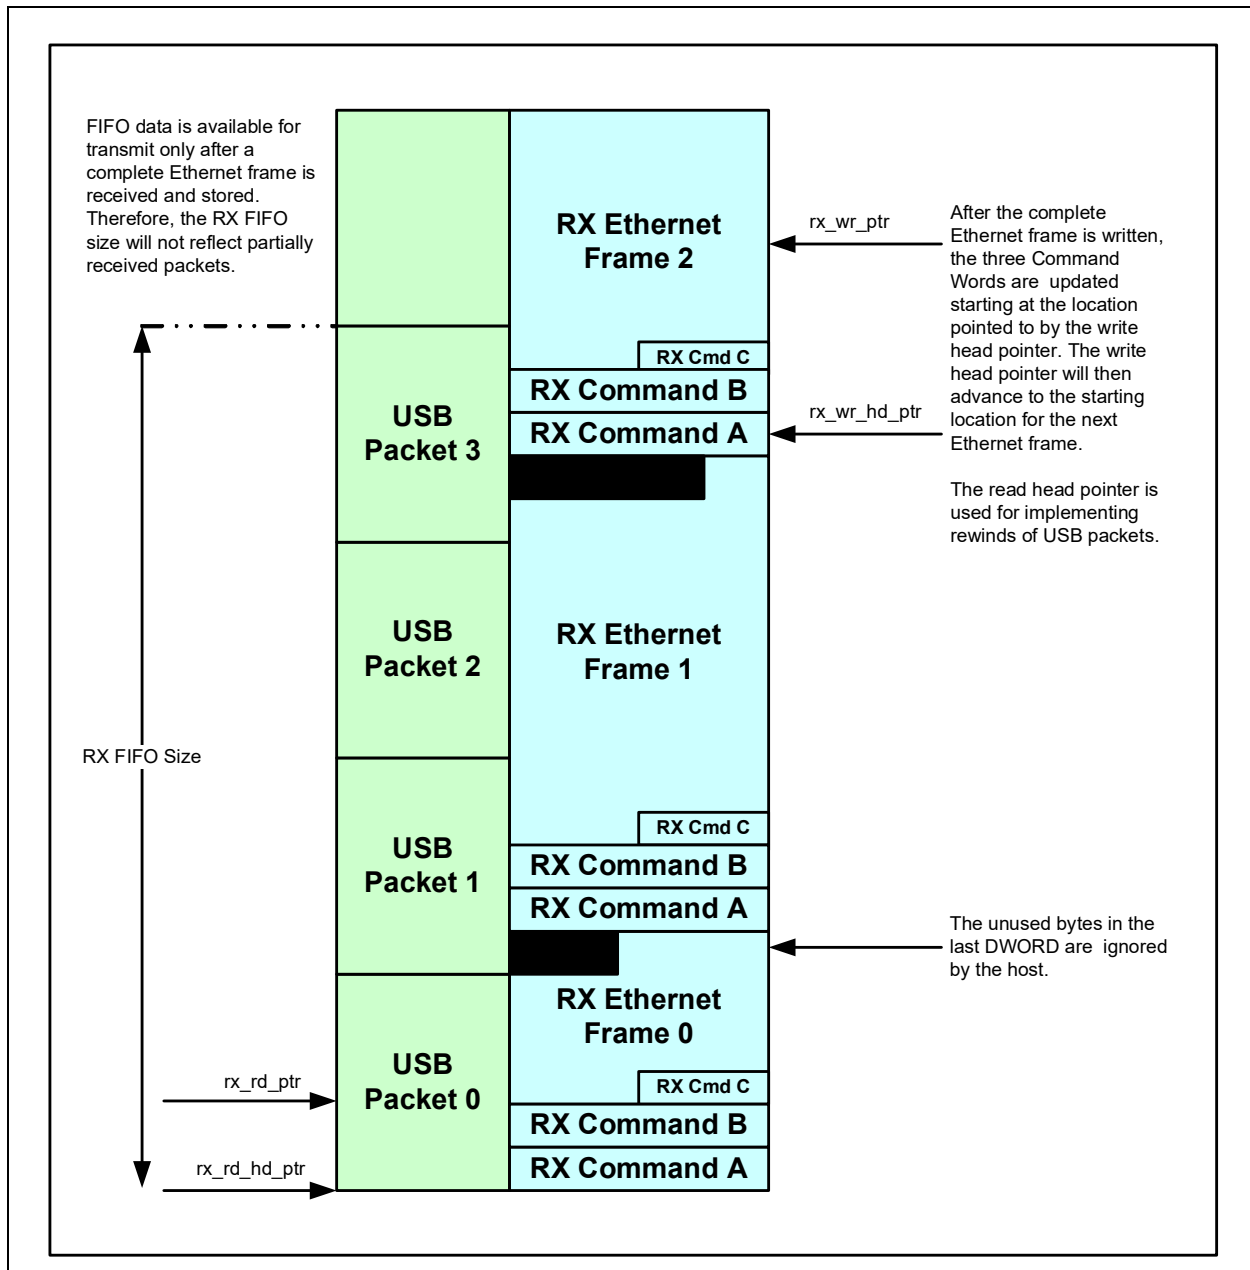 FIFO data is available for
transmit only after a
complete Ethernet frame is
received and stored.
Therefore, the RX FIFO
size will not reflect partially
received packets.
RX Ethernet
Frame 2
rx_wr_ptr
After the complete
Ethernet frame is written,
the three Command
Words are updated
starting at the location
pointed to by the write
head pointer. The write
head pointer will then
advance to the starting
location for the next
Ethernet frame.
The read head pointer is
used for implementing
rewinds of USB packets.
RX Cmd C
RX Command B
RX Command A
rx_wr_hd_ptr
USB
Packet 3
USB
Packet 2
RX Ethernet
Frame 1
RX FIFO Size
USB
Packet 1
RX Cmd C
RX Command B
RX Command A
The unused bytes in the
last DWORD are ignored
by the host.
RX Ethernet
Frame 0
USB
Packet 0
rx_rd_ptr
RX Cmd C
RX Command B
RX Command A
rx_rd_hd_ptr